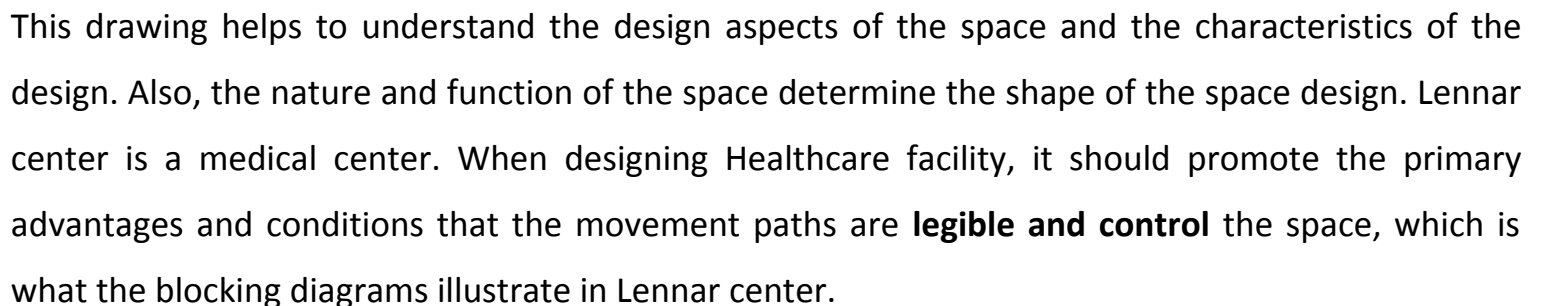 This drawing helps to understand the design aspects of the space and the characteristics of the
design. Also, the nature and function of the space determine the shape of the space design. Lennar
center is a medical center. When designing Healthcare facility, it should promote the primary
advantages and conditions that the movement paths are legible and control the space, which is
what the blocking diagrams illustrate in Lennar center.